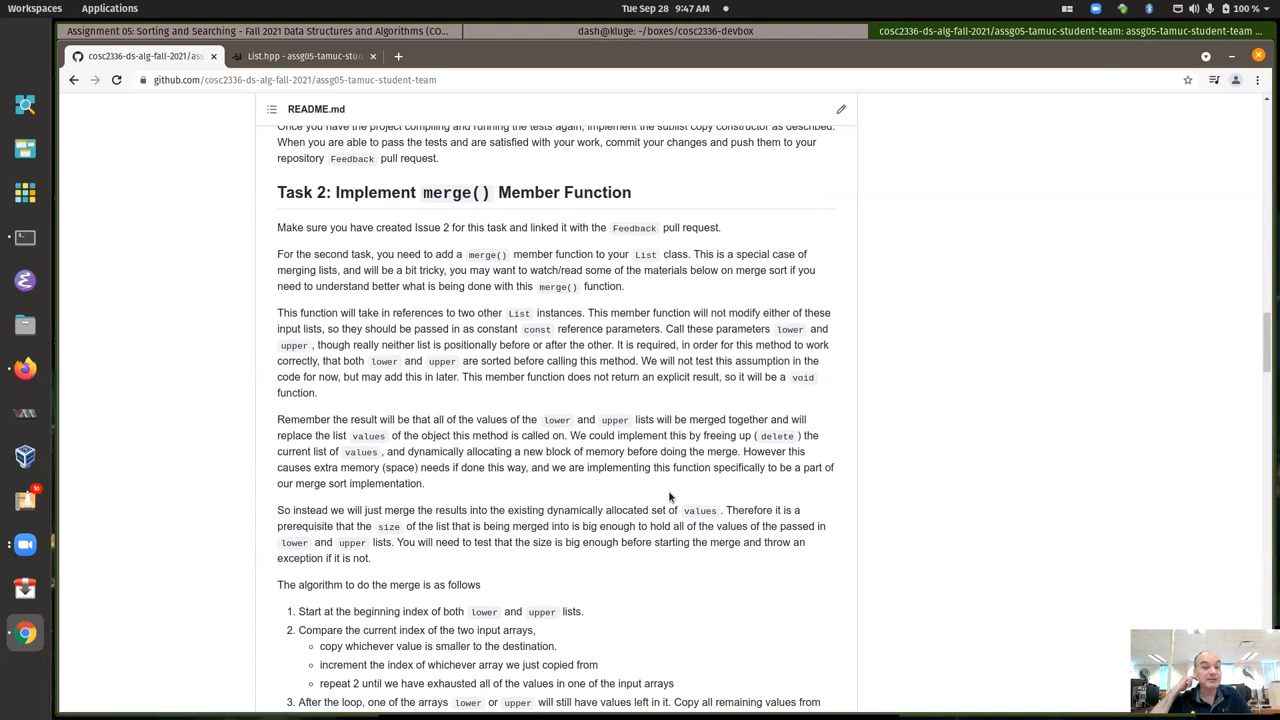 Workspaces Applications Tue Sep 28 9:47 AM 100 %
Assignment 05: Sorting and Searching - Fall 2021 Data Structures and Algorithms (CO... dash@kluge: ~/boxes/cosc2336-devbox cosc2336-ds-alg-fall-2021/assg05-tamuc-student-team: assg05-tamuc-student-team ...
cosc2336-ds-alg-fall-2021/as List.hpp - assg05-tamuc-stud
github.com/cosc2336-ds-alg-fall-2021/assg05-tamuc-student-team
README.md
Once you have the project compiling and running the tests again, implement the sublist copy constructor as described.
When you are able to pass the tests and are satisfied with your work, commit your changes and push them to your
repository Feedback pull request.
Task 2: Implement merge() Member Function
Make sure you have created Issue 2 for this task and linked it with the Feedback pull request.
For the second task, you need to add a merge() member function to your List class. This is a special case of
merging lists, and will be a bit tricky, you may want to watch/read some of the materials below on merge sort if you
need to understand better what is being done with this merge() function.
This function will take in references to two other List instances. This member function will not modify either of these
input lists, so they should be passed in as constant const reference parameters. Call these parameters lower and
upper , though really neither list is positionally before or after the other. It is required, in order for this method to work
correctly, that both lower and upper are sorted before calling this method. We will not test this assumption in the
code for now, but may add this in later. This member function does not return an explicit result, so it will be a void
function.
Remember the result will be that all of the values of the lower and upper lists will be merged together and will
replace the list values of the object this method is called on. We could implement this by freeing up ( delete ) the
current list of values , and dynamically allocating a new block of memory before doing the merge. However this
causes extra memory (space) needs if done this way, and we are implementing this function specifically to be a part of
our merge sort implementation.
So instead we will just merge the results into the existing dynamically allocated set of values . Therefore it is a
prerequisite that the size of the list that is being merged into is big enough to hold all of the values of the passed in
lower and upper lists. You will need to test that the size is big enough before starting the merge and throw an
exception if it is not.
The algorithm to do the merge is as follows
1. Start at the beginning index of both lower and upper lists.
2. Compare the current index of the two input arrays,
copy whichever value is smaller to the destination.
increment the index of whichever array we just copied from
repeat 2 until we have exhausted all of the values in one of the input arrays
3. After the loop, one of the arrays lower or upper will still have values left in it. Copy all remaining values from